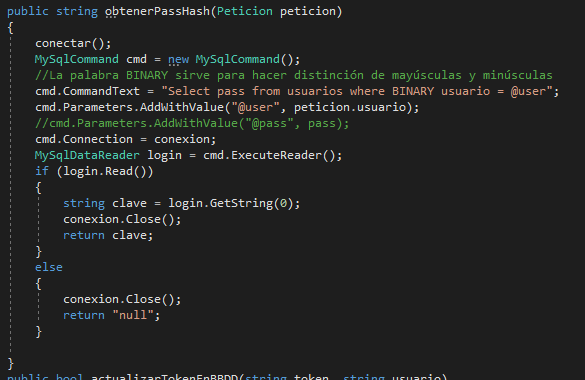 public string obtenerPassHash(Peticion peticion)
{
conectar();
MySqlCommand cmd = new MySqlCommand();
//La palabra BINARY sirve para hacer distinción de mayúsculas y minúsculas
cmd.CommandText = "Select pass from usuarios where BINARY usuario = @user";
cmd.Parameters.AddWithValue("@user", peticion.usuario);
//cmd.Parameters.AddWithValue("@pass", pass);
cmd.Connection = conexion;
MySqlDataReader login = cmd.ExecuteReader();
if (login.Read())
{
string clave = login.GetString(0);
conexion.Close();
return clave;
}
else
{
conexion.Close();
return "null";
}
}
public bool actualizarTokenEnBBDD(string token, string usuario)